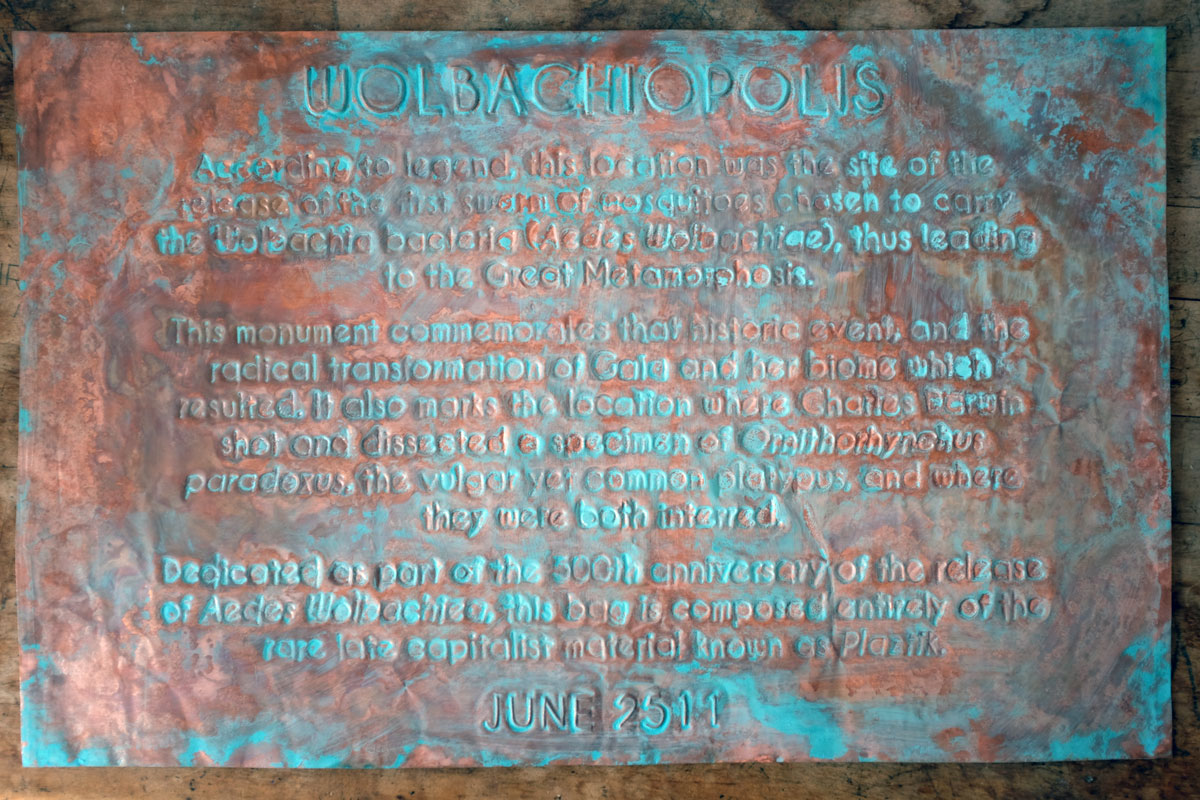 WOLBACHIOPOLIS
According to legend, this location was the site of the
release of the first swarm of mosquitoes chosen to carry
the Wolbachia bacteria (Aedes Wolbachiae), thus leading
to the Great Metamorphosis.
This monument commemorates that historic event, and the
radical transformation of Gaia and her biome which
resulted. It also marks the location where Charles Darwin
shot and dissected a specimen of Ornithorhynchus
paradoxus, the vulgar yet common platypus, and where
they were both interred.
Dedicated as part of the 500th anniversary of the release
of Aedes Wolbachiea, this bug is composed entirely of the
rare late capitalist material known as Plaztik.
JUNE 2511